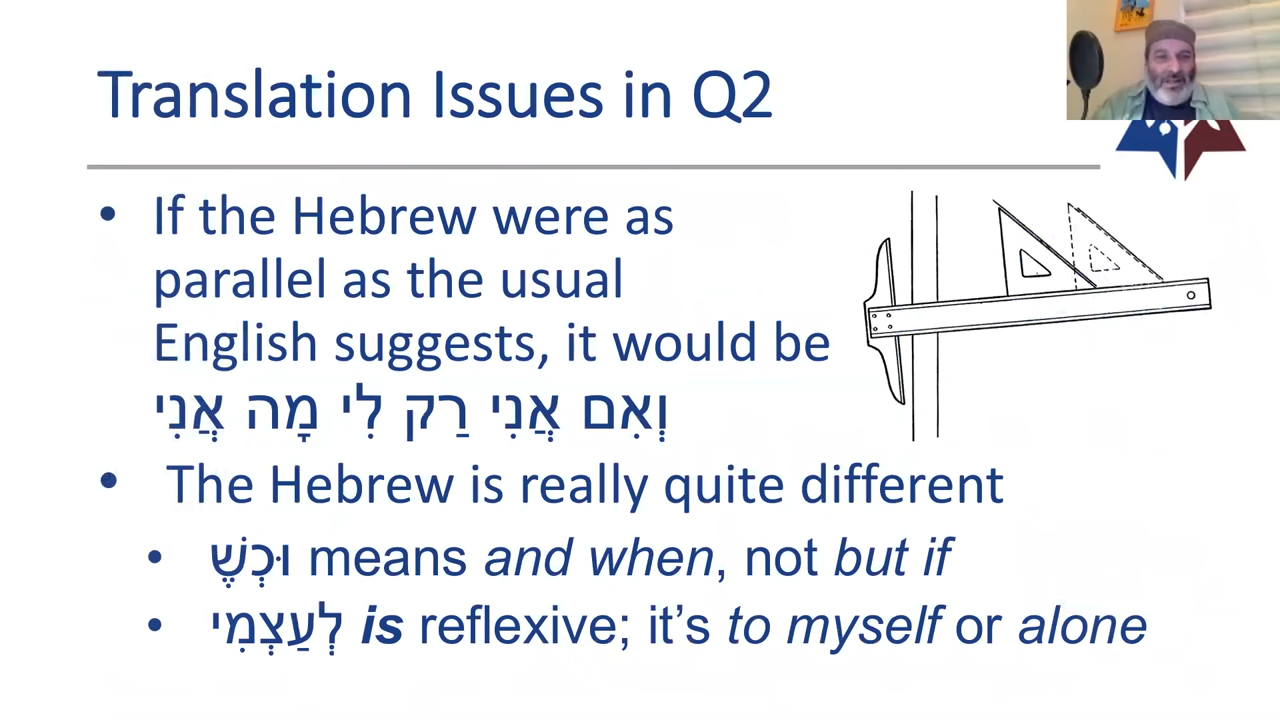 Translation Issues in Q2
• If the Hebrew were as
parallel as the usual
English suggests, it would be
וְאִם אֲנִי רַק לִי מָה אֲנִי
• The Hebrew is really quite different
• וּכְשֶׁ means and when, not but if
• לְעַצְמִי is reflexive; it’s to myself or alone